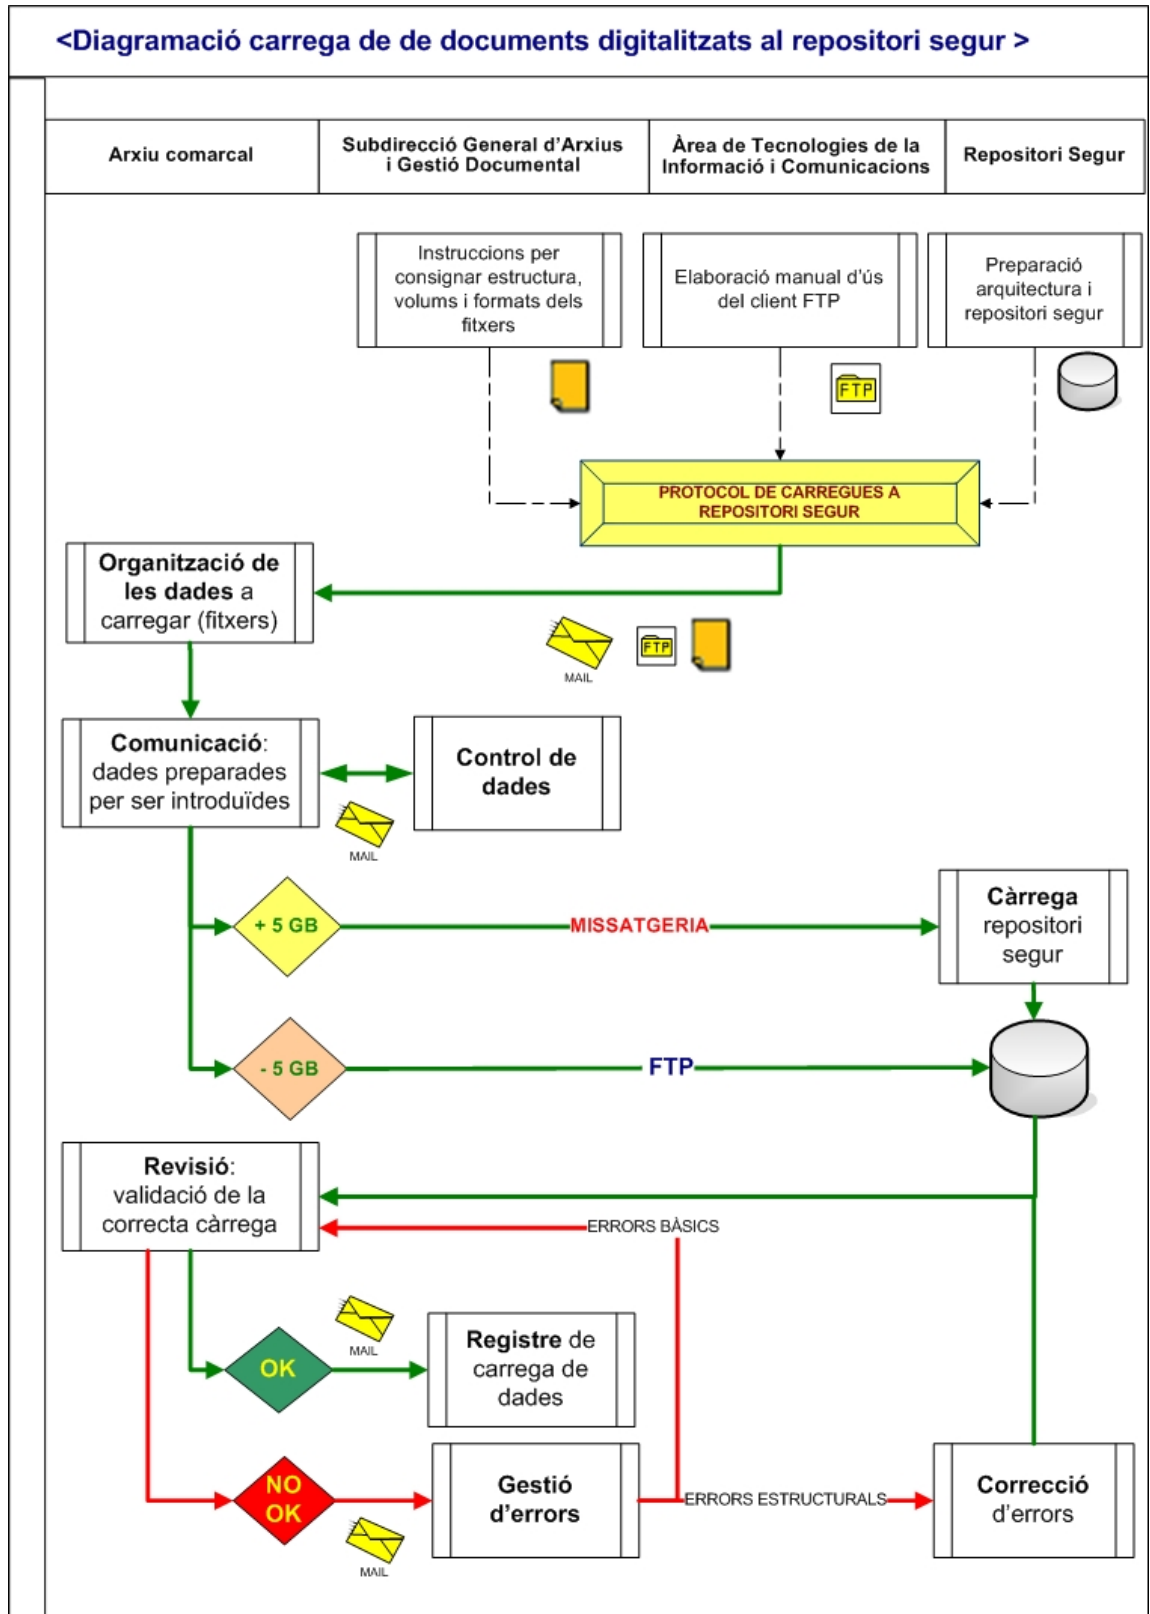 <Diagramació carrega de de documents digitalitzats al repositori segur >
Arxiu comarcal
Subdirecció General d'Arxius
i Gestió Documental
Àrea de Tecnologies de la
Informació i Comunicacions
Repositori Segur
Instruccions per
consignar estructura,
volums i formats dels
fitxers
Elaboració manual d'ús
del client FTP
Preparació
arquitectura i
repositori segur
FTP
PROTOCOL DE CARREGUES A
REPOSITORI SEGUR
Organització de
les dades a
carregar (fitxers)
MAIL
FTP
Comunicació:
dades preparades
per ser introduïdes
Control de
dades
MAIL
+ 5 GB
MISSATGERIA
Càrrega
repositori
segur
- 5 GB
FTP
Revisió:
validació de la
correcta càrrega
ERRORS BÀSICS
MAIL
OK
Registre de
carrega de
dades
NO
OK
MAIL
Gestió
d'errors
ERRORS ESTRUCTURALS
Correcció
d'errors